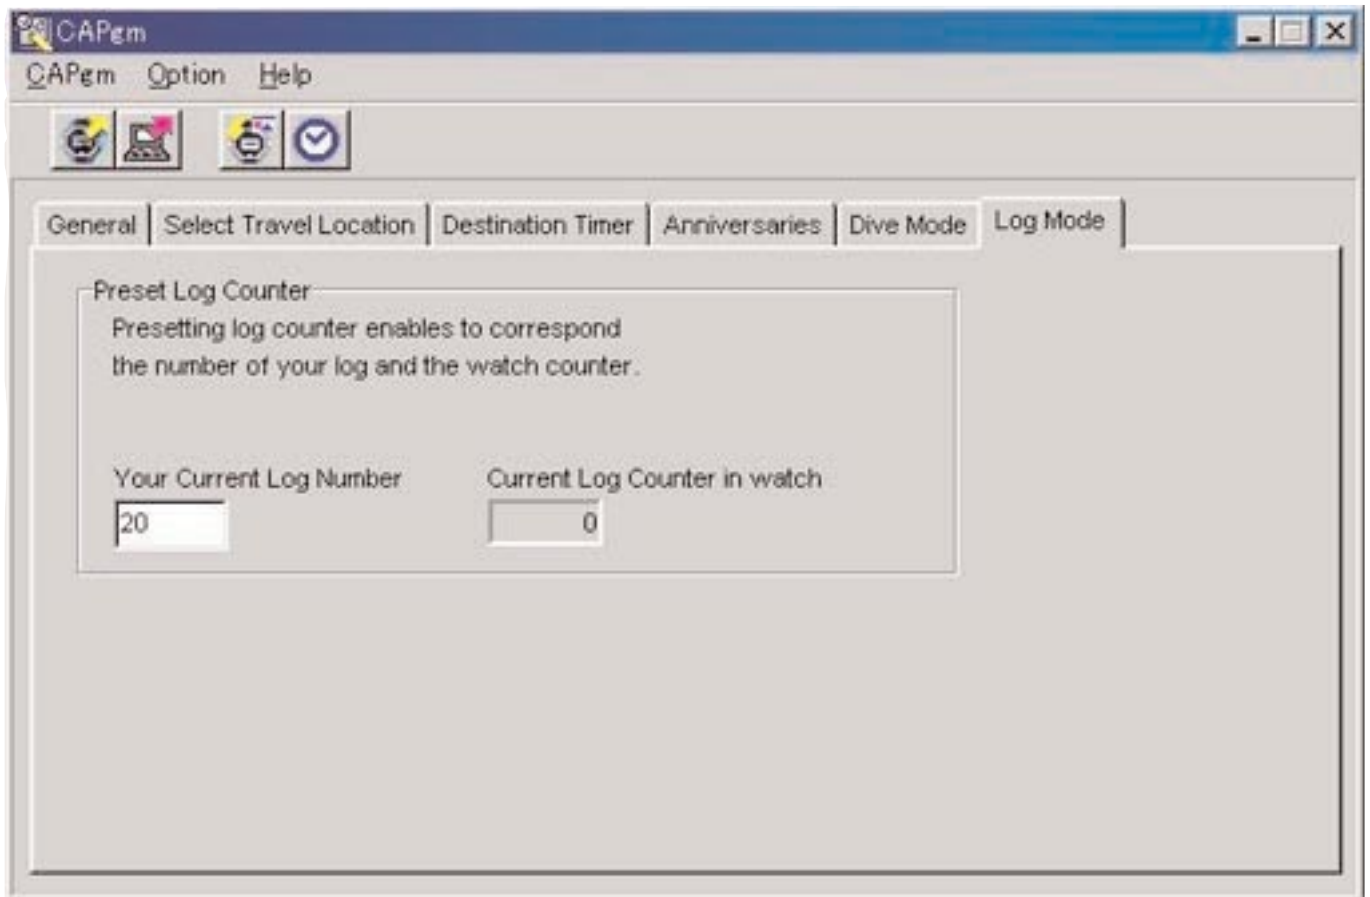 CAPgm
CAPgm Option Help
General Select Travel Location Destination Timer Anniversaries Dive Mode Log Mode
Preset Log Counter
Presetting log counter enables to correspond
the number of your log and the watch counter.
Your Current Log Number Current Log Counter in watch
20 0